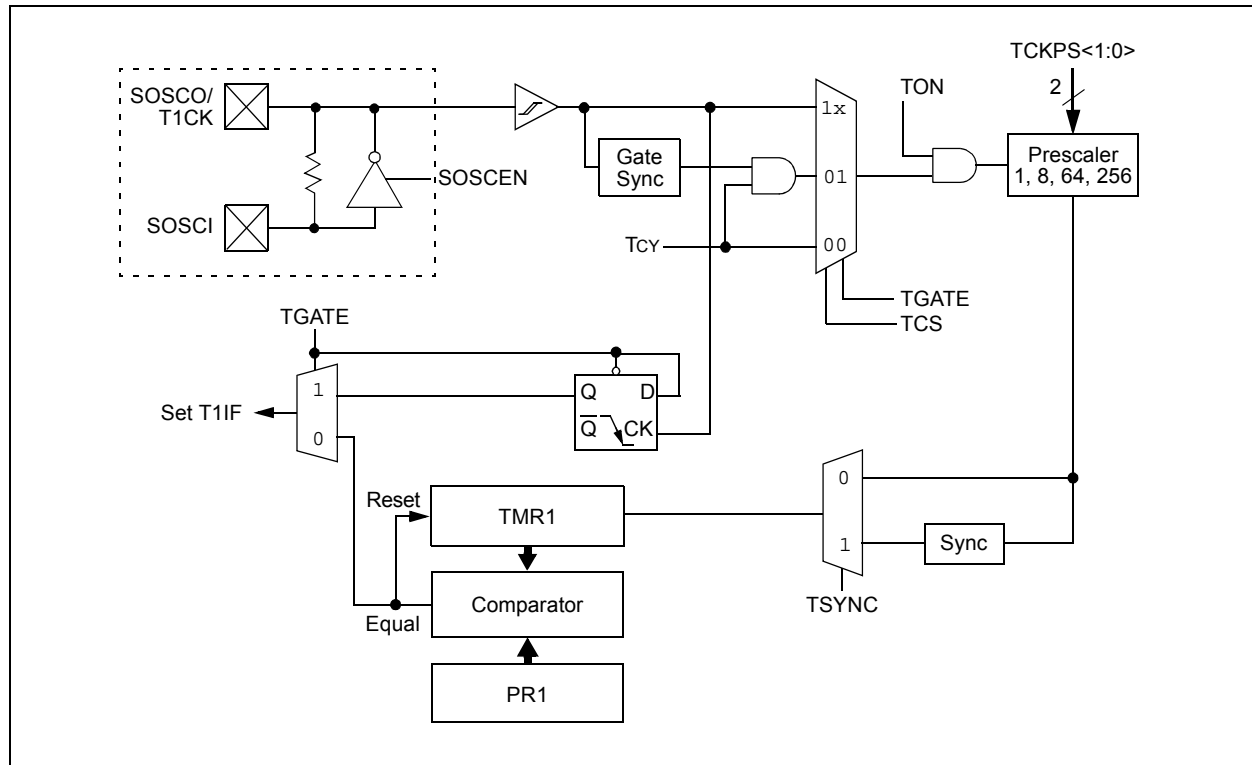 TCKPS<1:0>
SOSCO/
T1CK
TON
2
1x
Prescaler
1, 8, 64, 256
Gate
Sync
SOSCEN
01
SOSCI
TCY
00
TGATE
TCS
TGATE
1
Q
D
Set T1IF
Q
CK
0
0
Reset
TMR1
1
Sync
Comparator
TSYNC
Equal
PR1